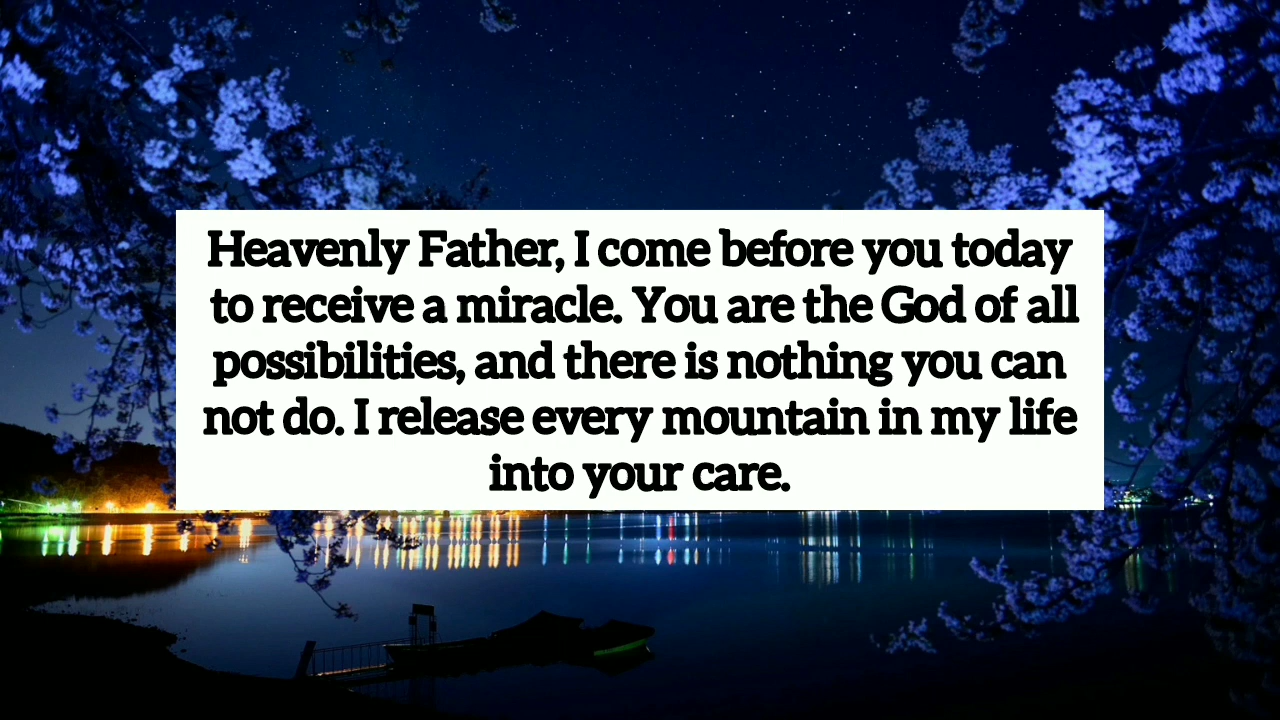 Heavenly Father, I come before you today
to receive a miracle. You are the God of all
possibilities, and there is nothing you can
not do. I release every mountain in my life
into your care.